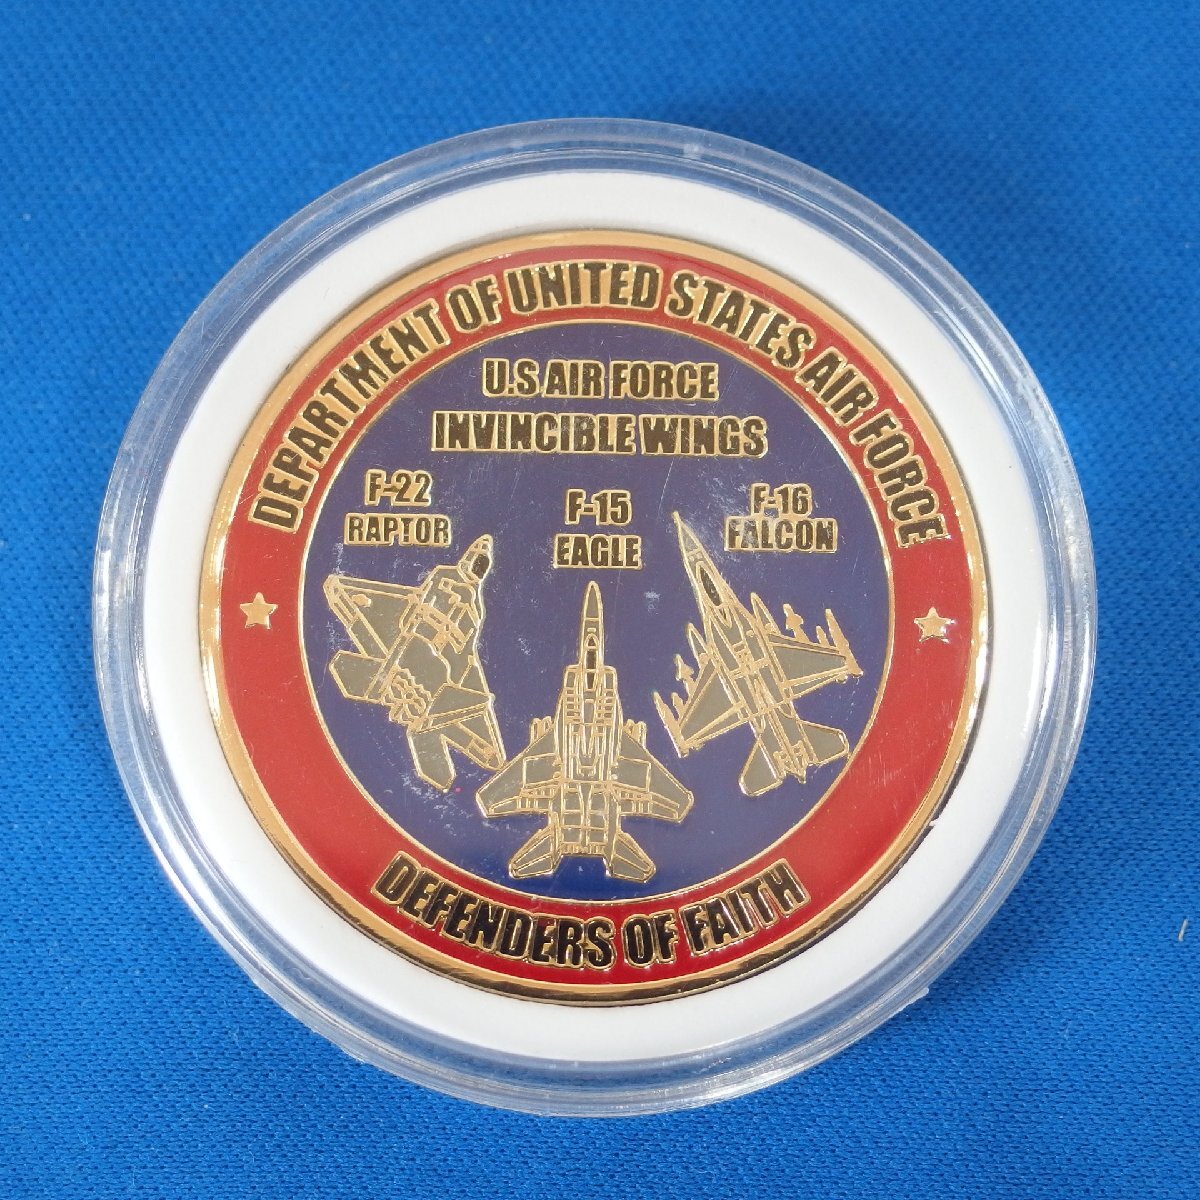 DEPARTMENT OF UNITED STATES AIR FORCE
U.S AIR FORCE
INVINCIBLE WINGS
F-22
RAPTOR
F-15
EAGLE
F-16
FALCON
DEFENDERS OF FAITH